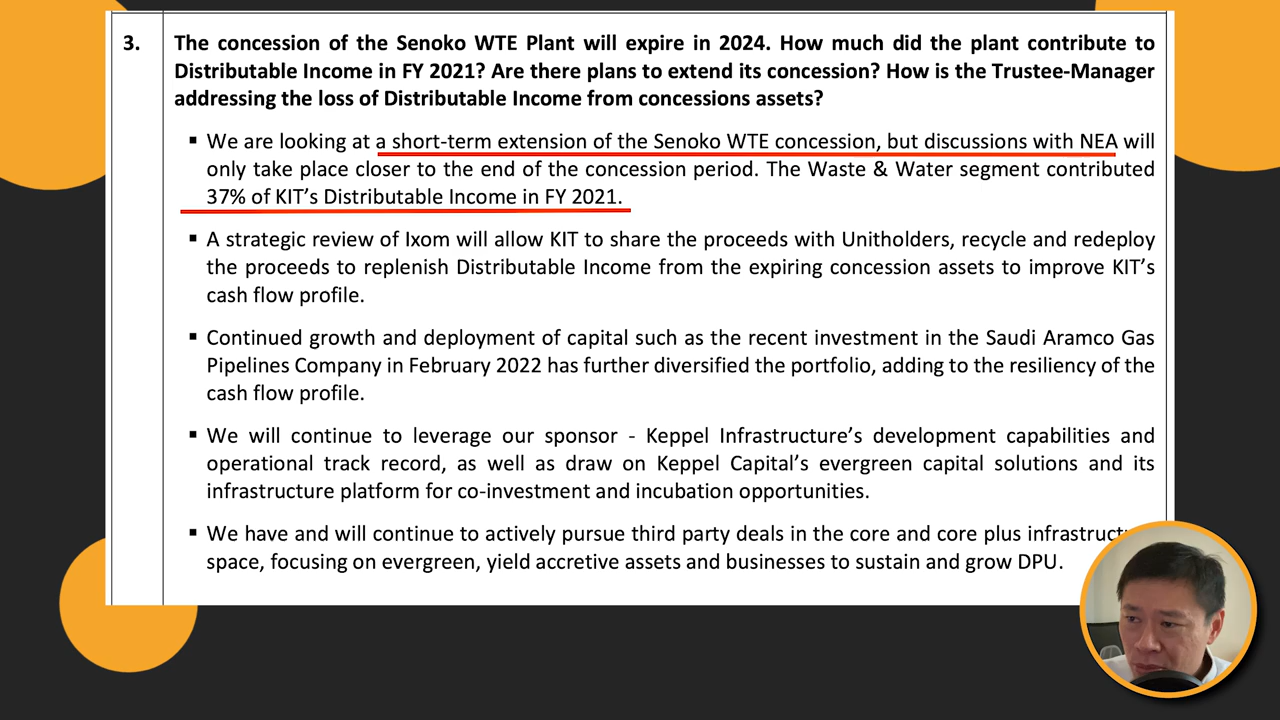 3. The concession of the Senoko WTE Plant will expire in 2024. How much did the plant contribute to
Distributable Income in FY 2021? Are there plans to extend its concession? How is the Trustee-Manager
addressing the loss of Distributable Income from concessions assets?
▪ We are looking at a short-term extension of the Senoko WTE concession, but discussions with NEA will
only take place closer to the end of the concession period. The Waste & Water segment contributed
37% of KIT’s Distributable Income in FY 2021.
▪ A strategic review of Ixom will allow KIT to share the proceeds with Unitholders, recycle and redeploy
the proceeds to replenish Distributable Income from the expiring concession assets to improve KIT’s
cash flow profile.
▪ Continued growth and deployment of capital such as the recent investment in the Saudi Aramco Gas
Pipelines Company in February 2022 has further diversified the portfolio, adding to the resiliency of the
cash flow profile.
▪ We will continue to leverage our sponsor - Keppel Infrastructure’s development capabilities and
operational track record, as well as draw on Keppel Capital’s evergreen capital solutions and its
infrastructure platform for co-investment and incubation opportunities.
▪ We have and will continue to actively pursue third party deals in the core and core plus
space, focusing on evergreen, yield accretive assets and businesses to sustain and grow DPU.